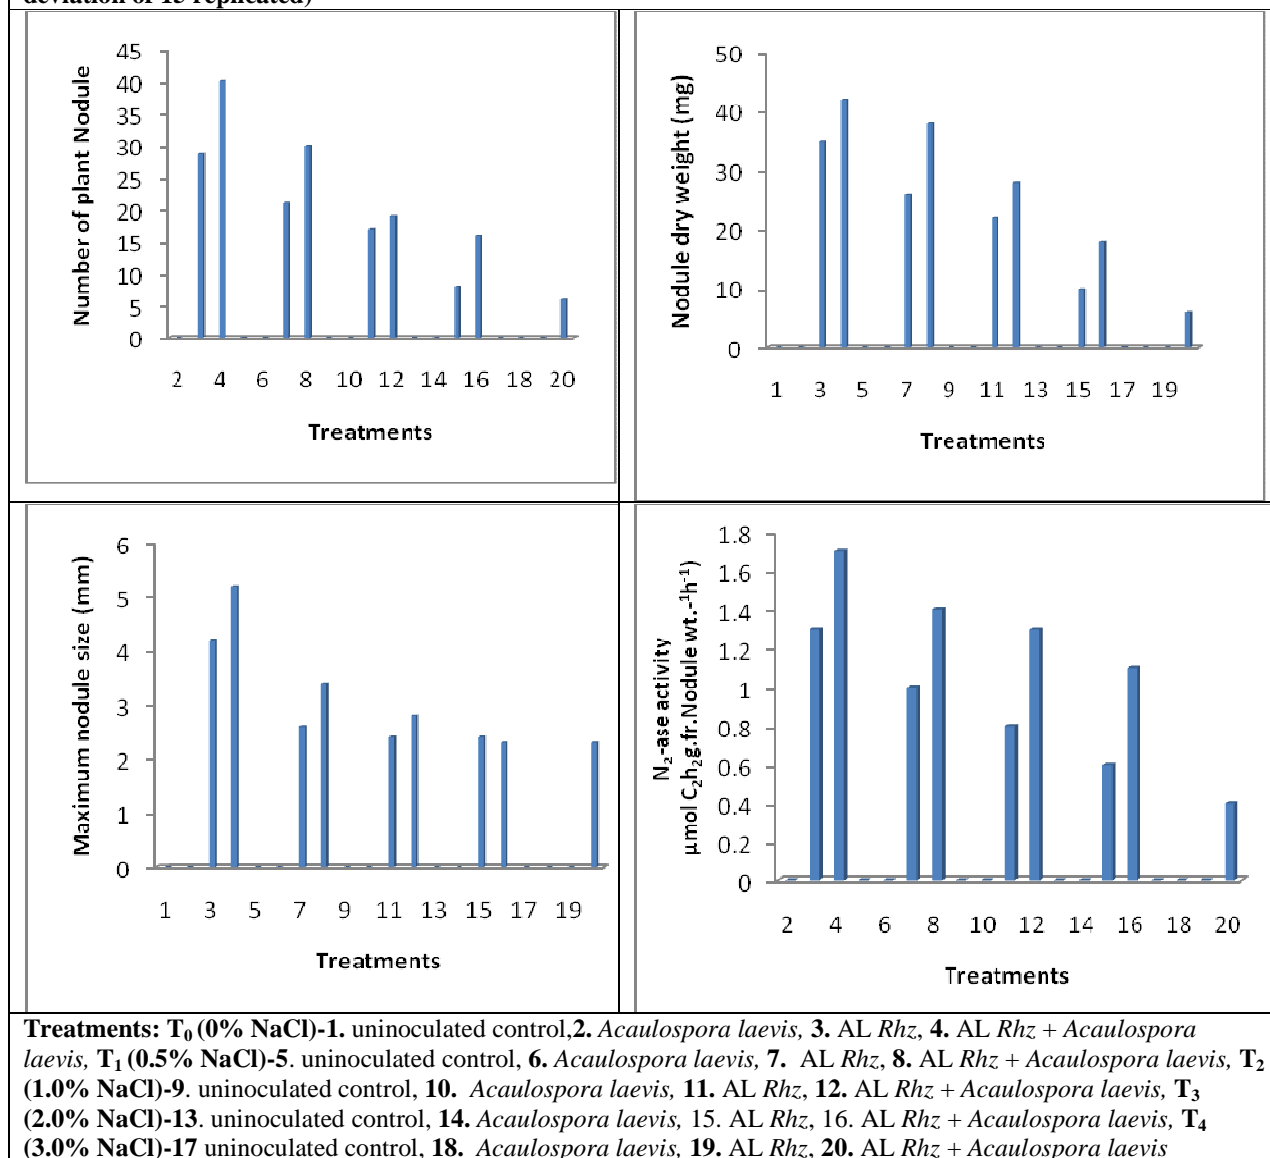 deviation of 15 replicated)
45
40
35
30
25
20
15
10
5
0
Number of plant Nodule
2 4 6 8 10 12 14 16 18 20
Treatments
50
40
30
20
10
0
Nodule dry weight (mg)
1 3 7 9 11 13 15 17 19
Treatments
6
5
4
3
2
1
0
Maximum nodule size (mm)
1 3 5 7 9 11 13 15 17 19
Treatments
1.8
1.6
1.4
1.2
1
0.8
0.6
0.4
0.2
0
N₂-ase activity
µmol C₂h₂g.fr.Nodule wt.-¹h⁻¹)
2 4 6 8 10 12 14 16 18 20
Treatments
Treatments: T₀ (0% NaCl)-1. uninoculated control,2. Acaulospora laevis, 3. AL Rhz, 4. AL Rhz + Acaulospora
laevis, T₁ (0.5% NaCl)-5. uninoculated control, 6. Acaulospora laevis, 7. AL Rhz, 8. AL Rhz + Acaulospora laevis, T₂
(1.0% NaCl)-9. uninoculated control, 10. Acaulospora laevis, 11. AL Rhz, 12. AL Rhz + Acaulospora laevis, T₃
(2.0% NaCl)-13. uninoculated control, 14. Acaulospora laevis, 15. AL Rhz, 16. AL Rhz + Acaulospora laevis, T₄
(3.0% NaCl)-17 uninoculated control, 18. Acaulospora laevis, 19. AL Rhz, 20. AL Rhz + Acaulospora laevis